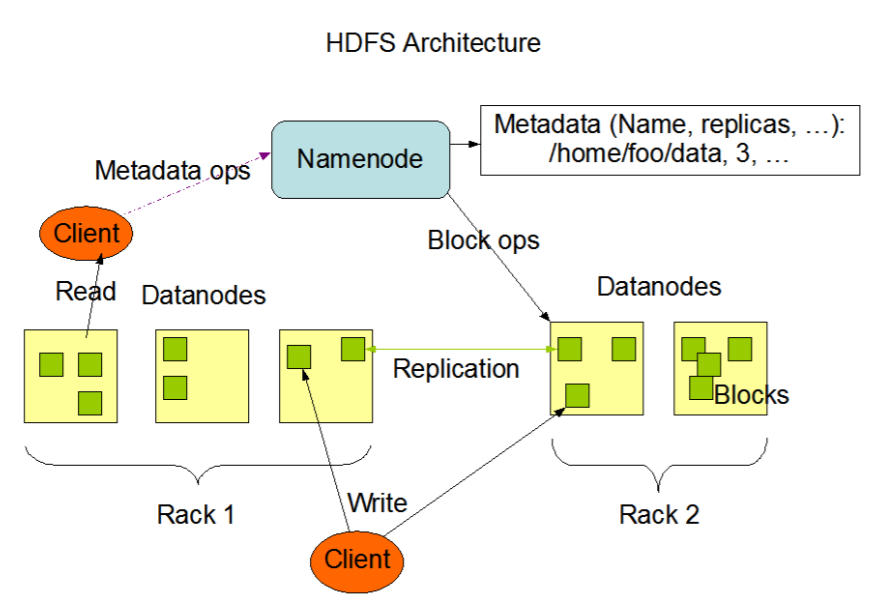 HDFS Architecture
Metadata (Name, replicas, …):
/home/foo/data, 3, …
Namenode
Metadata ops
Client
Block ops
Read
Datanodes
Datanodes
Replication
Blocks
Rack 1
Write
Rack 2
Client